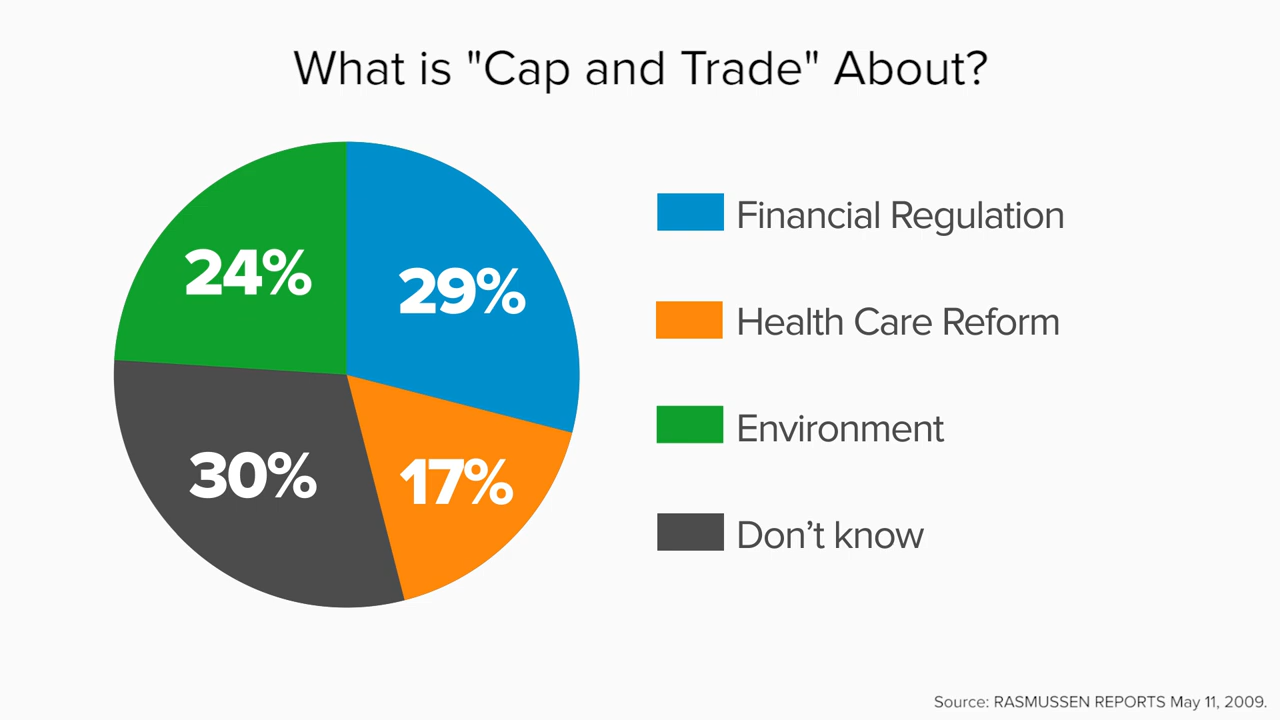 What is "Cap and Trade" About?
24%
29%
30%
17%
Financial Regulation
Health Care Reform
Environment
Don’t know
Source: RASMUSSEN REPORTS May 11, 2009.